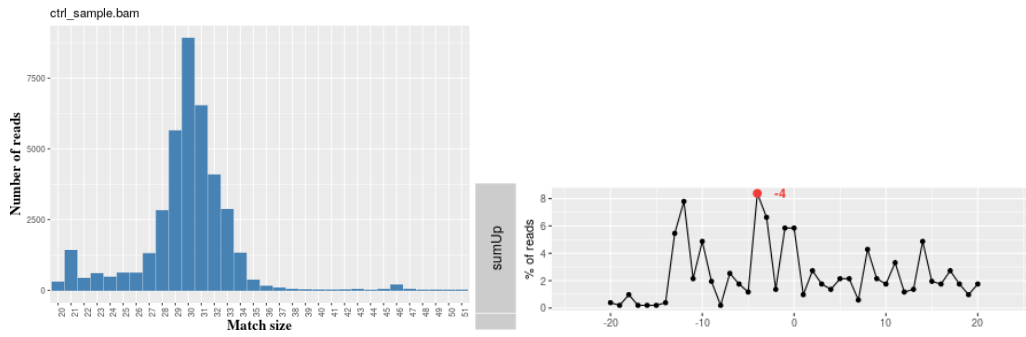 ctrl_sample.bam
Number of reads
7500
5000
2500
0
20 21 22 23 24 25 26 27 28 29 30 31 32 33 34 35 36 37 38 39 40 41 42 43 44 45 46 47 48 49 50 51
Match size
sumUp
% of reads
8
6
4
2
0
-4
-20 -10 0 10 20